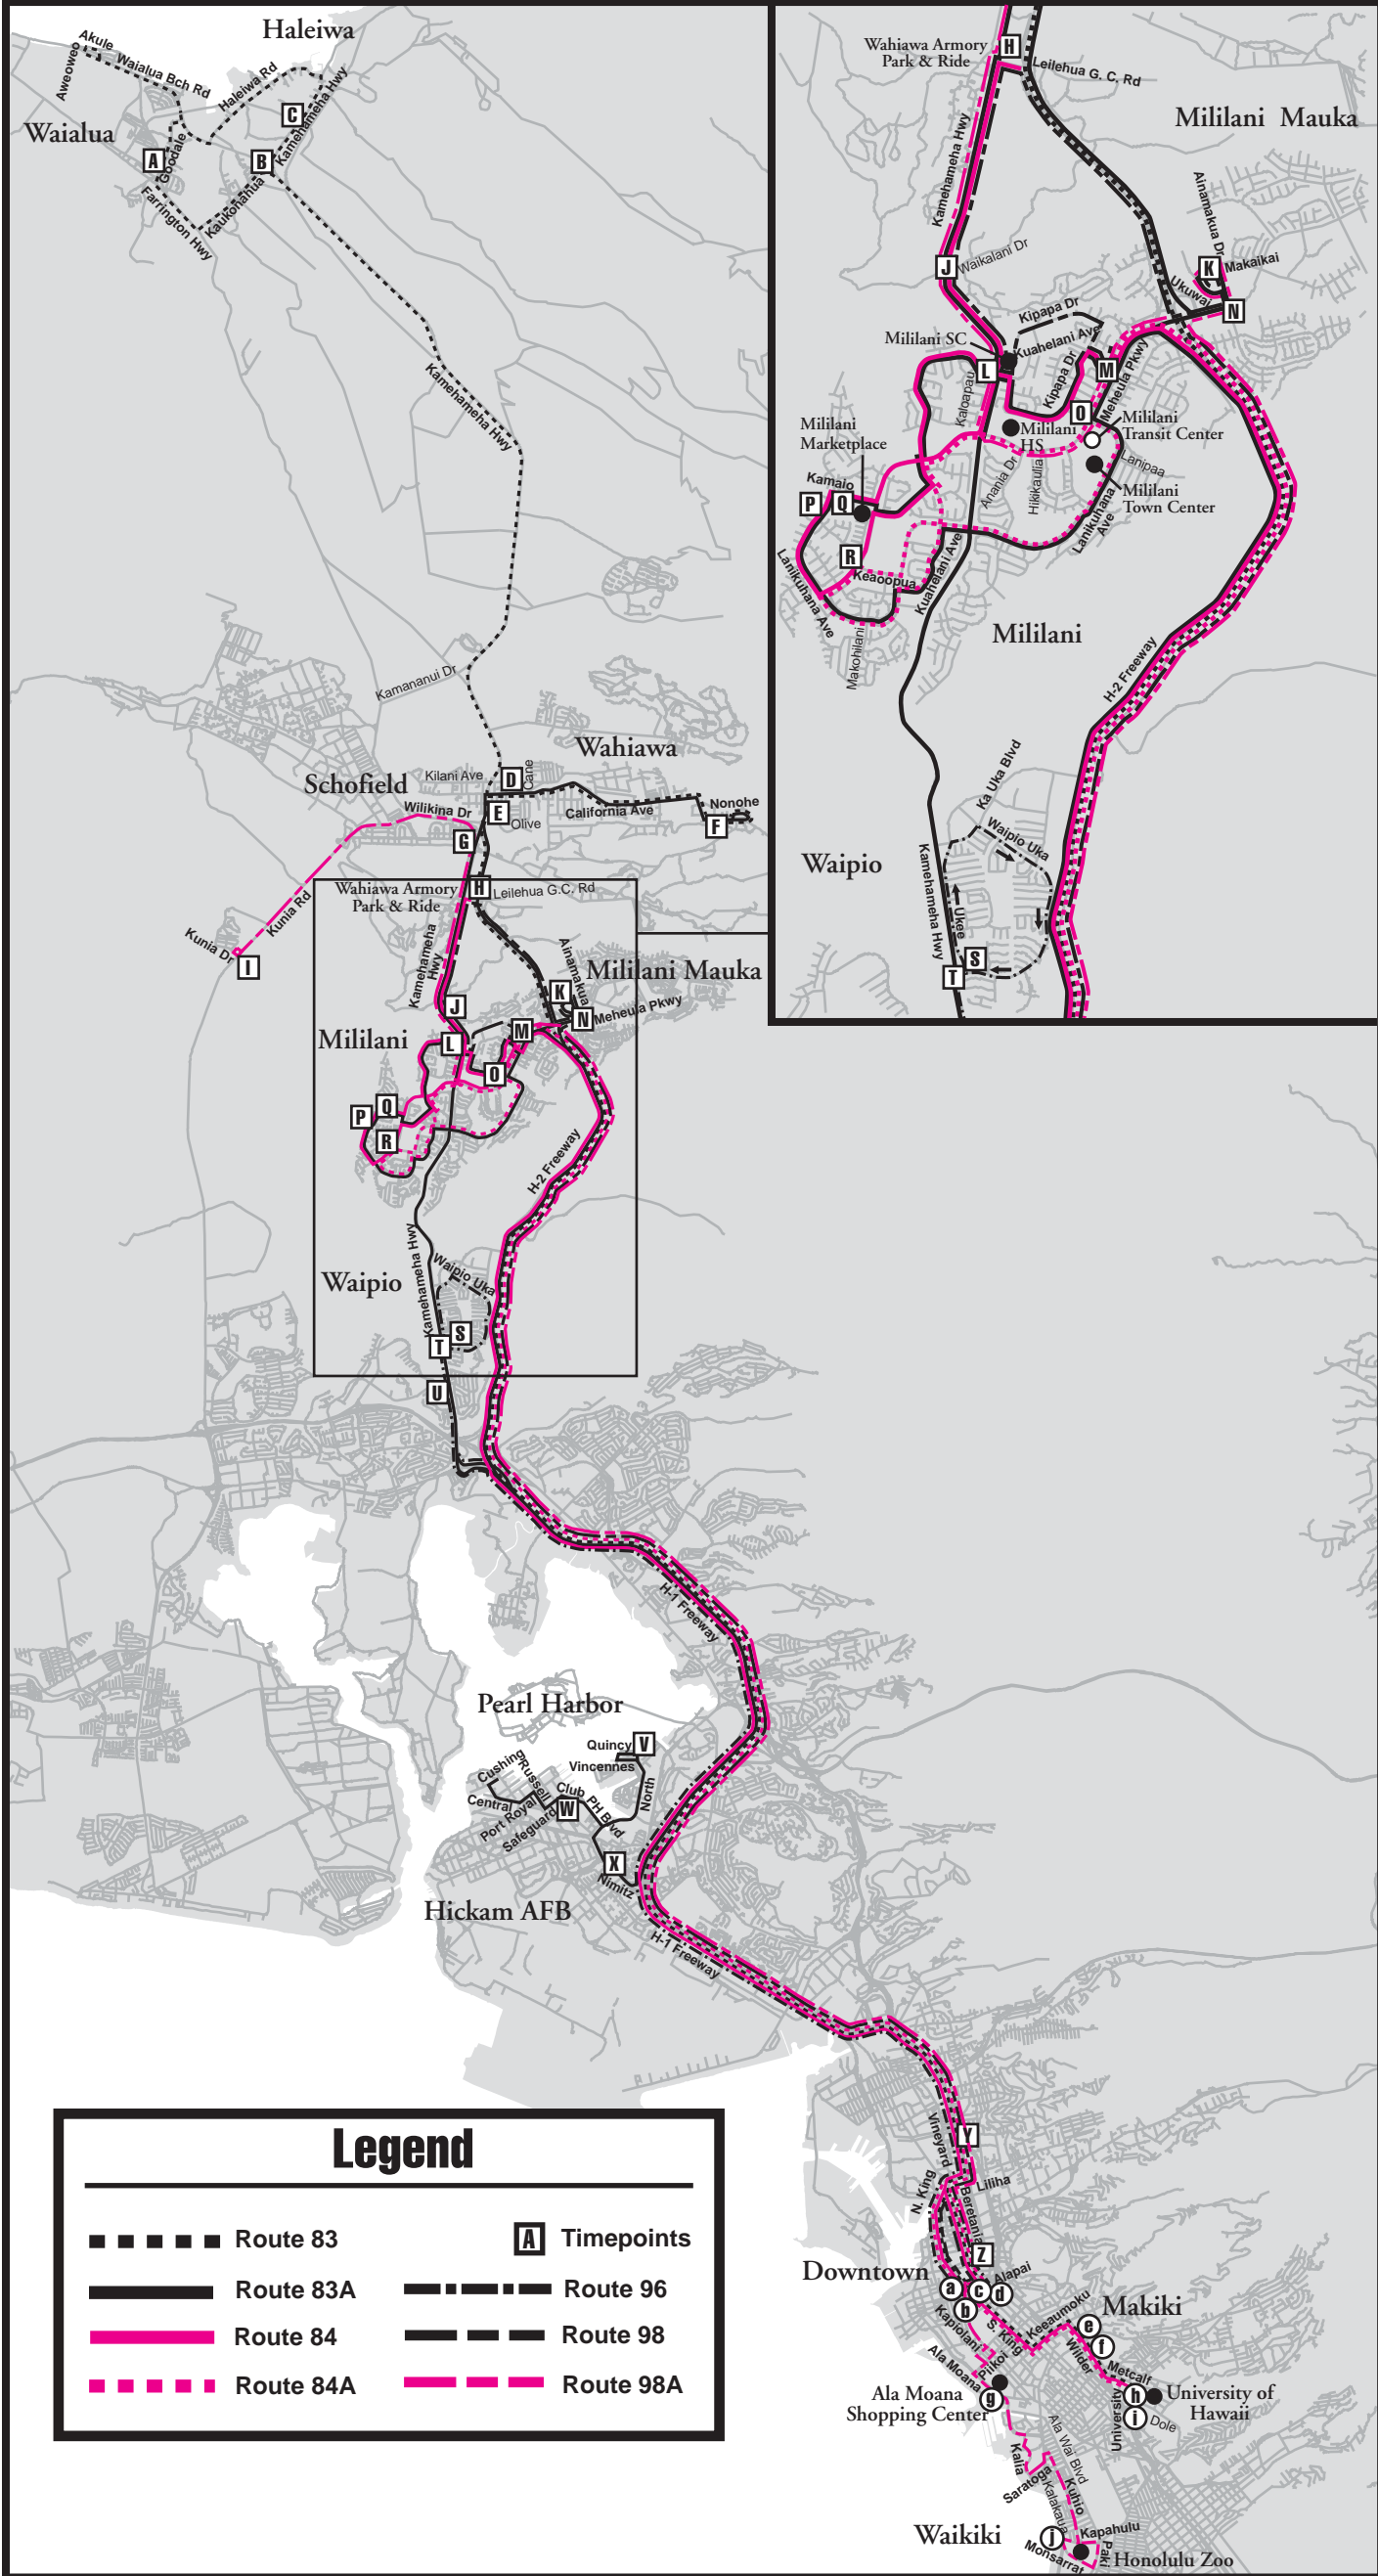 Haleiwa
Akule
Aweoweo
Waialua Bch Rd
Haleiwa Rd
Kamehameha Hwy
C
Waialua
A
Goodale
B
Farrington Hwy
Kaukonahua
Kamehameha Hwy
Kamananui Dr
Wahiawa
Schofield
Kilani Ave
D
Cane
Wilikina Dr
E
Olive
California Ave
Nonohe
F
G
Wahiawa Armory
Park & Ride
H
Leilehua G.C. Rd
Kunia Rd
Kunia Dr
I
Kamehameha
Hwy
Ainamakua
Mililani Mauka
K
J
N
Meheula Pkwy
Mililani
M
L
O
Q
P
R
H-2 Freeway
Kamehameha Hwy
Waipio Uka
Waipio
S
T
U
Wahiawa Armory
Park & Ride
H
Leilehua G. C. Rd
Mililani Mauka
Kamehameha Hwy
Ainamakua Dr
J
Waikalani Dr
K
Makaikai
Ukuwai
N
Kipapa Dr
Mililani SC
Kuahelani Ave
L
Kipapa Dr
M
Meheula Pkwy
Kaloapau
O
Mililani
Marketplace
Mililani
HS
Mililani
Transit Center
Anania Dr
Hikikaulia
Lanipaa
Kamaio
P
Q
Mililani
Town Center
Lanikuhana
Ave
R
Keaoopua
Kuahelani Ave
Lanikuhana Ave
Makohilani
Mililani
H-2 Freeway
Ka Uka Blvd
Waipio Uka
Waipio
Kamehameha Hwy
Ukee
S
T
H-1 Freeway
Pearl Harbor
Quincy
V
Vincennes
Cushing
Russell
Club
PH Blvd
North
Central
Port Royal
Safeguard
W
X
Nimitz
Hickam AFB
H-1 Freeway
Vineyard
Y
Liliha
N. King
Beretania
Z
Downtown
Alapai
a
c
d
b
Kapiolani
S. King
Keeaumoku
Makiki
e
f
Wilder
Piikoi
Ala Moana
Metcalf
Ala Moana
Shopping Center
g
h
University of
Hawaii
University
i
Dole
Ala Wai Blvd
Kalia
Saratoga
Kalakaua
Kuhio
Waikiki
j
Kapahulu
Monsarrat
Paki
Honolulu Zoo
Legend
Route 83
A Timepoints
Route 83A
Route 96
Route 84
Route 98
Route 84A
Route 98A